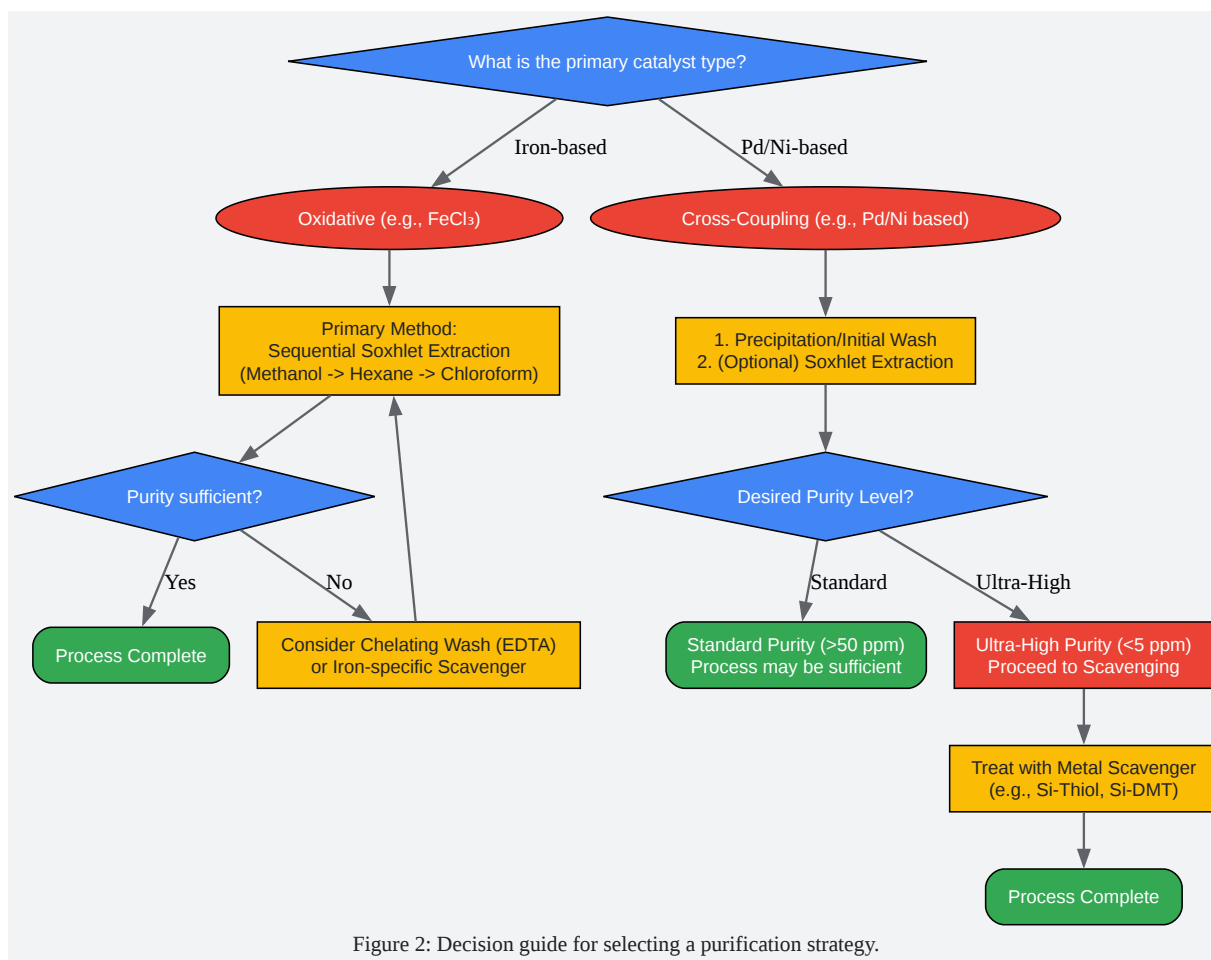 What is the primary catalyst type?
Iron-based
Pd/Ni-based
Oxidative (e.g., FeCl₃)
Cross-Coupling (e.g., Pd/Ni based)
Primary Method:
Sequential Soxhlet Extraction
(Methanol -> Hexane -> Chloroform)
1. Precipitation/Initial Wash
2. (Optional) Soxhlet Extraction
Purity sufficient?
Desired Purity Level?
Yes
No
Standard
Ultra-High
Process Complete
Consider Chelating Wash (EDTA)
or Iron-specific Scavenger
Standard Purity (>50 ppm)
Process may be sufficient
Ultra-High Purity (<5 ppm)
Proceed to Scavenging
Treat with Metal Scavenger
(e.g., Si-Thiol, Si-DMT)
Process Complete
Figure 2: Decision guide for selecting a purification strategy.